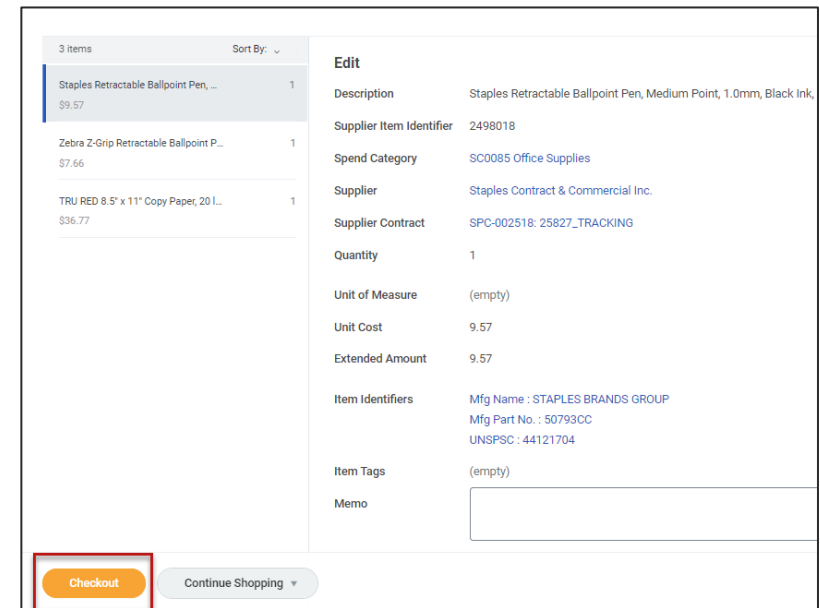 3 items Sort By:
Staples Retractable Ballpoint Pen, ... 1
$9.57
Zebra Z-Grip Retractable Ballpoint P... 1
$7.66
TRU RED 8.5" x 11" Copy Paper, 20 l... 1
$36.77
Edit
Description Staples Retractable Ballpoint Pen, Medium Point, 1.0mm, Black Ink,
Supplier Item Identifier 2498018
Spend Category SC0085 Office Supplies
Supplier Staples Contract & Commercial Inc.
Supplier Contract SPC-002518: 25827_TRACKING
Quantity 1
Unit of Measure (empty)
Unit Cost 9.57
Extended Amount 9.57
Item Identifiers Mfg Name : STAPLES BRANDS GROUP
Mfg Part No. : 50793CC
UNSPSC : 44121704
Item Tags (empty)
Memo
Checkout Continue Shopping